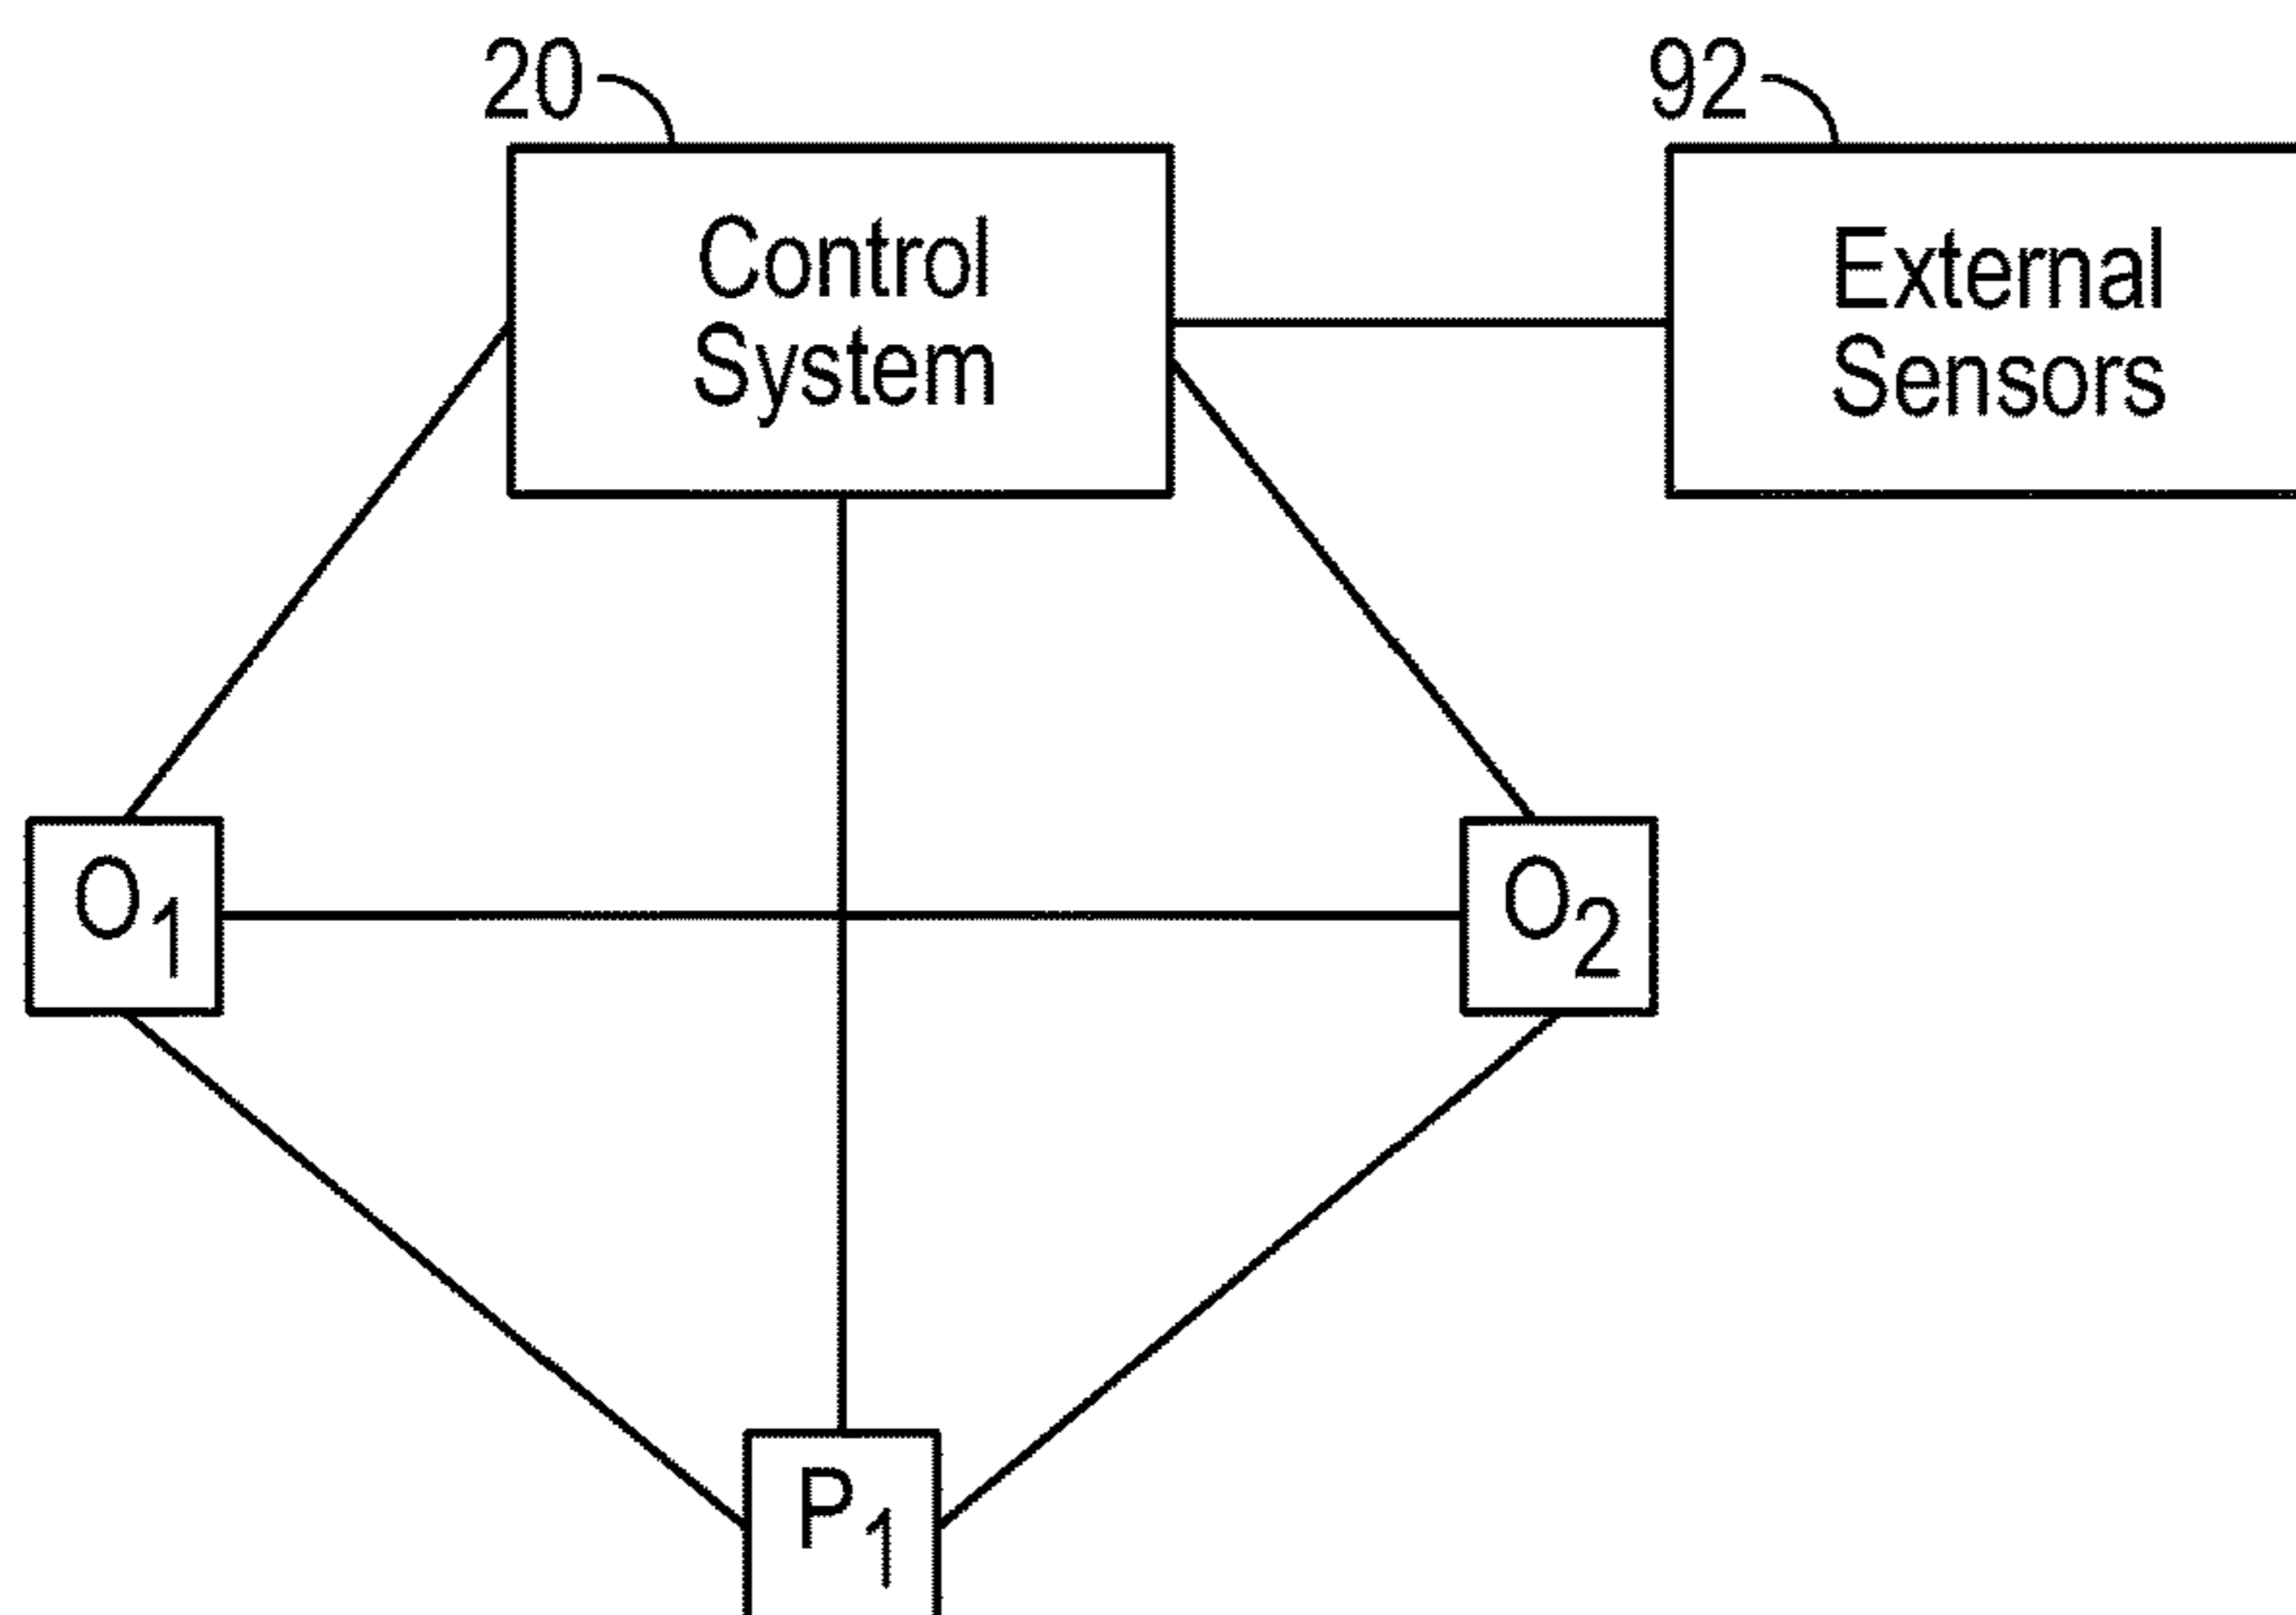 20
92
Control
System
External
Sensors
O1
O2
P1